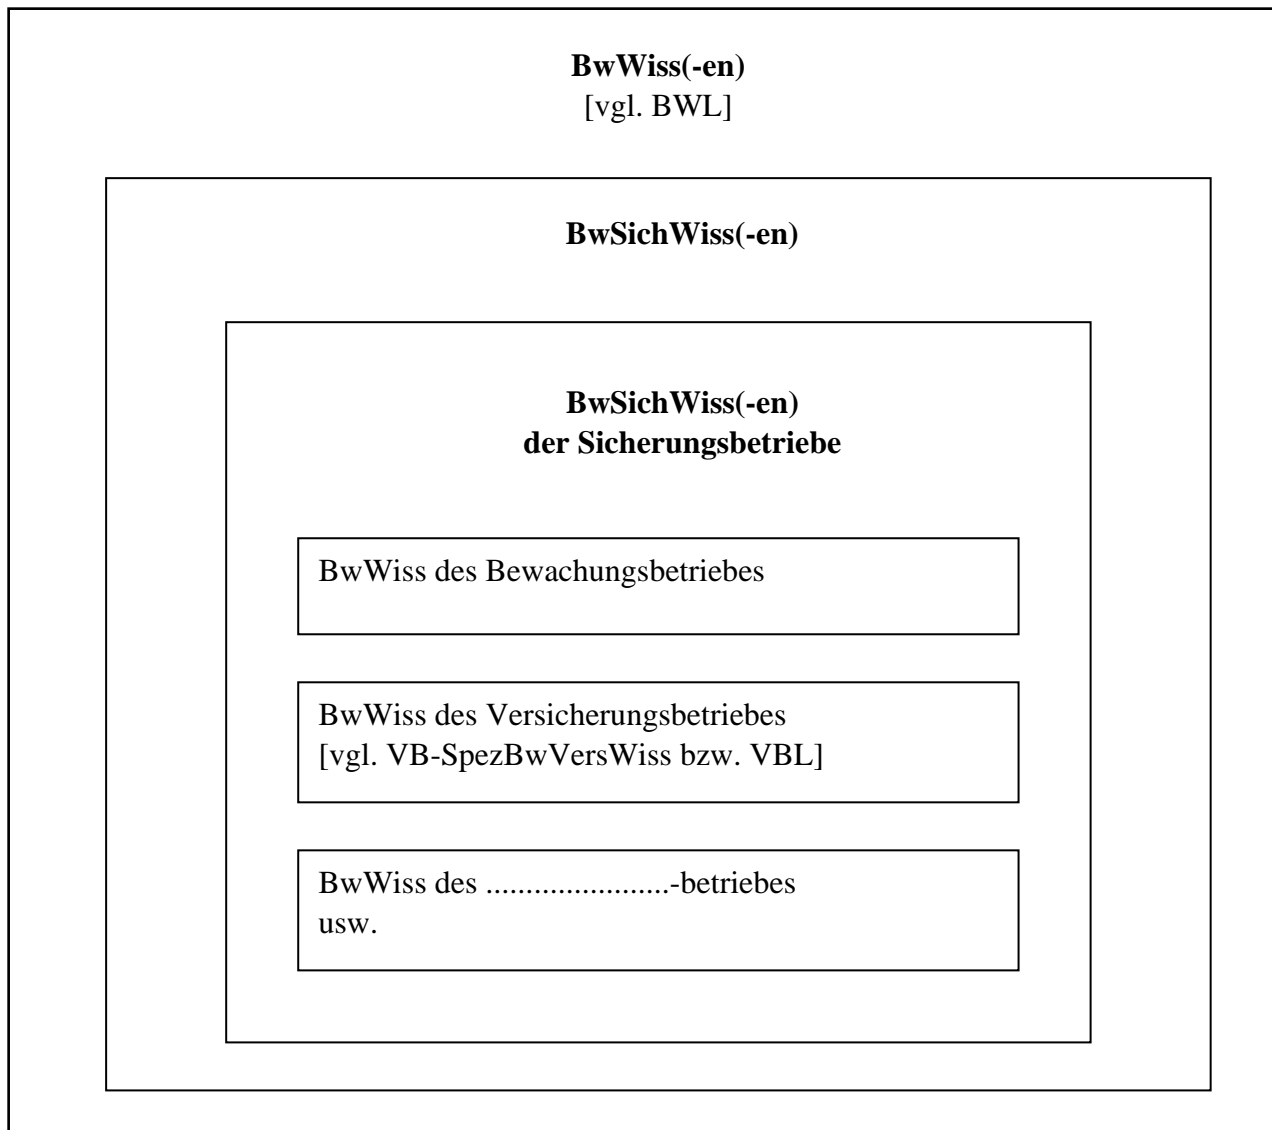 BwWiss(-en)
[vgl. BWL]
BwSichWiss(-en)
BwSichWiss(-en)
der Sicherungsbetriebe
BwWiss des Bewachungsbetriebes
BwWiss des Versicherungsbetriebes
[vgl. VB-SpezBwVersWiss bzw. VBL]
BwWiss des .......................-betriebes
usw.